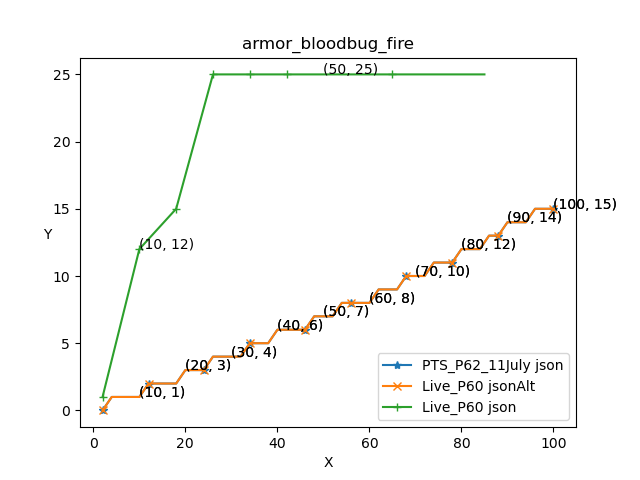 armor_bloodbug_fire
25
20
15
10
5
0
Y
(50, 25)
(10, 12)
(100, 15)
(90, 14)
(80, 12)
(70, 10)
(60, 8)
(50, 7)
(40, 6)
(30, 4)
(20, 3)
(10, 1)
PTS_P62_11July json
Live_P60 jsonAlt
Live_P60 json
0 20 40 60 80 100
X